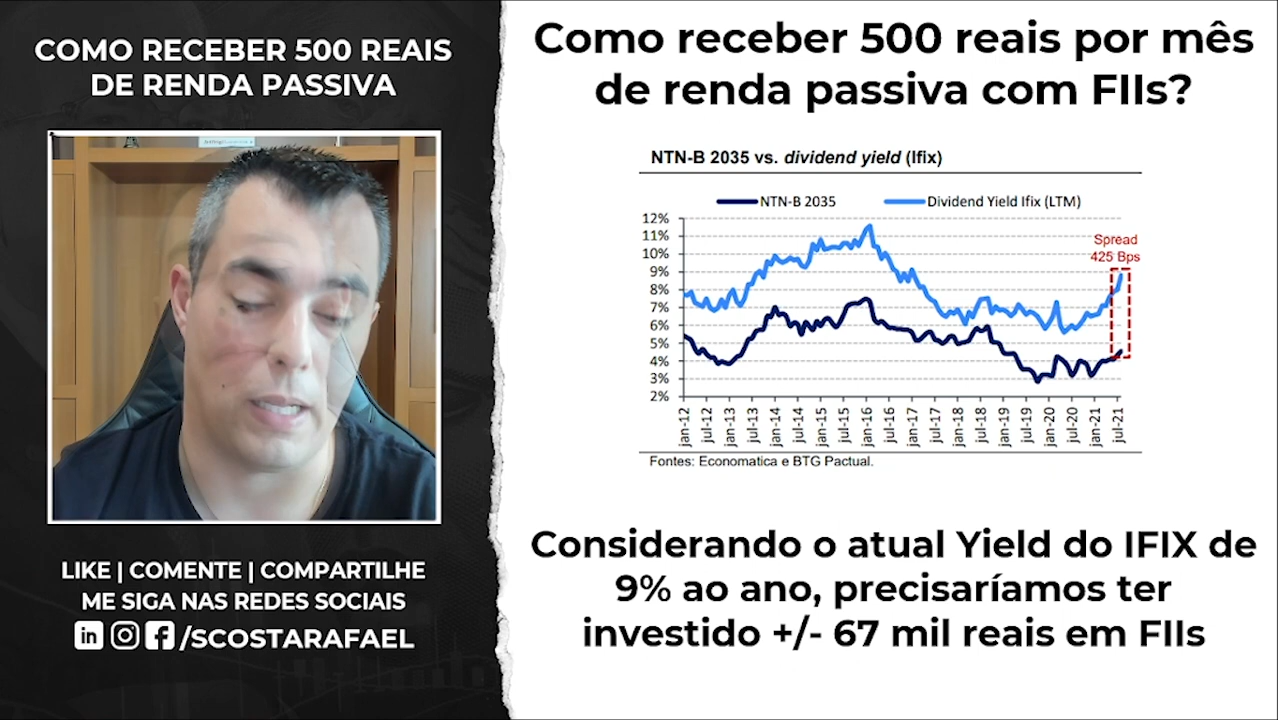 COMO RECEBER 500 REAIS
DE RENDA PASSIVA
LIKE | COMENTE | COMPARTILHE
ME SIGA NAS REDES SOCIAIS
in f /SCOSTARAFAEL
Como receber 500 reais por mês
de renda passiva com FIIs?
NTN-B 2035 vs. dividend yield (Ifix)
NTN-B 2035 Dividend Yield Ifix (LTM)
12%
11%
10%
9%
8%
7%
6%
5%
4%
3%
2%
Spread
425 Bps
jan-12
jul-12
jan-13
jul-13
jan-14
jul-14
jan-15
jul-15
jan-16
jul-16
jan-17
jul-17
jan-18
jul-18
jan-19
jul-19
jan-20
jul-20
jan-21
jul-21
Fontes: Economatica e BTG Pactual.
Considerando o atual Yield do IFIX de
9% ao ano, precisaríamos ter
investido +/- 67 mil reais em FIIs